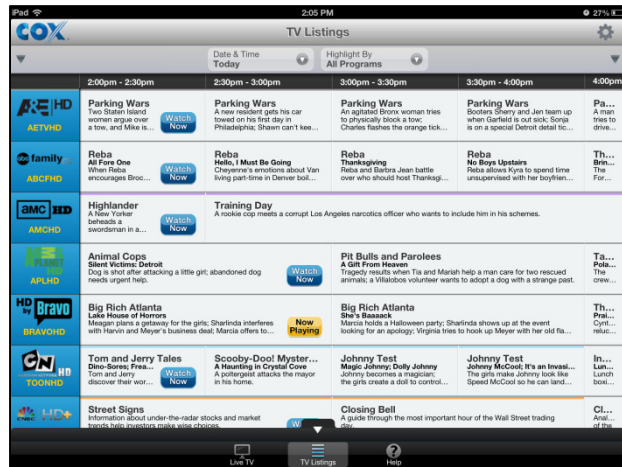 iPad 2:05 PM 27%
COX TV Listings
Date & Time Highlight By
Today All Programs
2:00pm - 2:30pm 2:30pm - 3:00pm 3:00pm - 3:30pm 3:30pm - 4:00pm 4:00pm
A&E HD
AETVHD
Parking Wars
Two Staten Island
women argue over
a tow, and Mike is...
Watch
Now
Parking Wars
A new resident gets his car
towed on his first day in
Philadelphia; Shawn can't kee...
Parking Wars
An agitated Bronx woman tries
to physically block a tow;
Charles flashes the orange tick...
Parking Wars
Booters Sherry and Jen team up
when Garfield is out sick; Sonja
is on a special Detroit detail tic...
Pa...
A man
tries to
drive...
abc family
ABCFHD
Reba
All Fore One
When Reba
encourages Broc...
Watch
Now
Reba
Hello, I Must Be Going
Cheyenne's emotions about Van
living part-time in Denver boil...
Reba
Thanksgiving
Reba and Barbra Jean battle
over who should host Thanksgi...
Reba
No Boys Upstairs
Reba allows Kyra to spend time
unsupervised with her boyfrien...
Th...
Brin...
The
For...
amc HD
AMCHD
Highlander
A New Yorker
beheads a
swordsman in a...
Watch
Now
Training Day
A rookie cop meets a corrupt Los Angeles narcotics officer who wants to include him in his schemes.
PLANET
APLHD
Animal Cops
Silent Victims: Detroit
Dog is shot after attacking a little girl; abandoned dog
needs urgent help.
Watch
Now
Pit Bulls and Parolees
A Gift From Heaven
Tragedy results when Tia and Mariah help a man care for two rescued
animals; a Villalobos volunteer wants to adopt a dog with a strange past.
Ta...
Pola...
The
crew...
HD by Bravo
BRAVOHD
Big Rich Atlanta
Lake House of Horrors
Meagan plans a getaway for the girls; Sharlinda interferes
with Harvin and Meyer's business deal; Marcia offers to...
Now
Playing
Big Rich Atlanta
She's Baaaack
Marcia holds a Halloween party; Sharlinda shows up at the event
looking for an apology; Virginia tries to hook up Meyer with her old fla...
Th...
Prai...
Cynt...
reluc...
CN HD
TOONHD
Tom and Jerry Tales
Dino-Sores; Frea...
Tom and Jerry
discover their wor...
Watch
Now
Scooby-Doo! Myster...
A Haunting in Crystal Cove
A poltergeist attacks the mayor
in his home.
Johnny Test
Magic Johnny; Dolly Johnny
Johnny becomes a magician;
the girls create a doll to control...
Johnny Test
Johnny McCool; It's an Invasi...
The girls make Johnny look like
Speed McCool so he can land...
In...
Lun...
Lunch
boxi...
CNBC HD+
Street Signs
Information about under-the-radar stocks and market
trends help investors make wise choices.
Closing Bell
A guide through the most important hour of the Wall Street trading
day.
Cl...
Anal...
of the
Live TV TV Listings Help